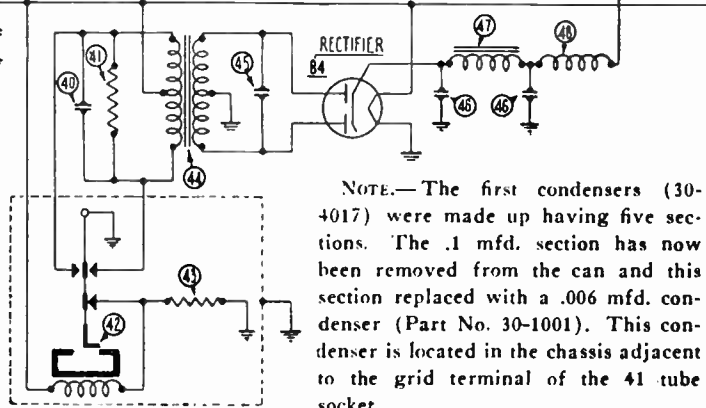 47
48
41
RECTIFIER
84
45
40
46
46
44
NOTE.— The first condensers (30-
4017) were made up having five sec-
tions. The .1 mfd. section has now
been removed from the can and this
section replaced with a .006 mfd. con-
denser (Part No. 30-1001). This con-
denser is located in the chassis adjacent
to the grid terminal of the 41 tube
socket
43
42